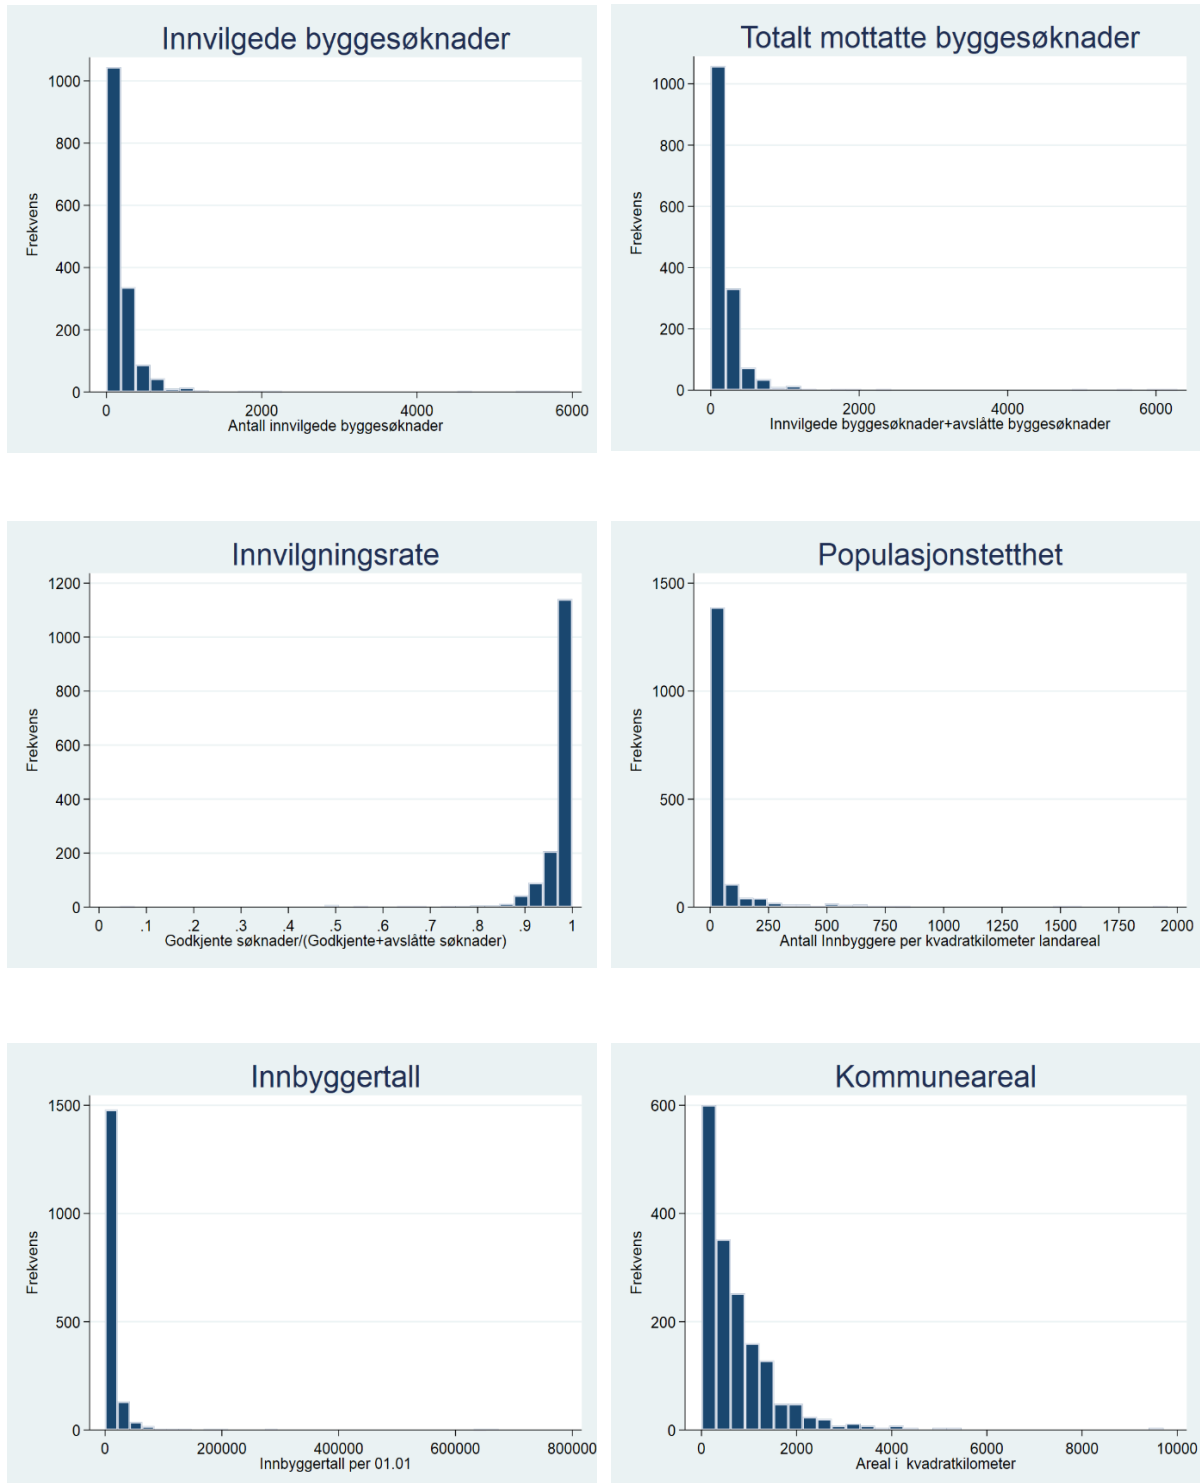 Innvilgede byggesøknader
1000
800
600
400
200
0
Frekvens
0 2000 4000 6000
Antall innvilgede byggesøknader
Totalt mottatte byggesøknader
1000
800
600
400
200
0
Frekvens
0 2000 4000 6000
Innvilgede byggesøknader+avslåtte byggesøknader
Innvilgningsrate
1200
1000
800
600
400
200
0
Frekvens
0 .1 .2 .3 .4 .5 .6 .7 .8 .9 1
Godkjente søknader/(Godkjente+avslåtte søknader)
Populasjonstetthet
1500
1000
500
0
Frekvens
0 250 500 750 1000 1250 1500 1750 2000
Antall Innbyggere per kvadratkilometer landareal
Innbyggertall
1500
1000
500
0
Frekvens
0 200000 400000 600000 800000
Innbyggertall per 01.01
Kommuneareal
600
400
200
0
Frekvens
0 2000 4000 6000 8000 10000
Areal i kvadratkilometer